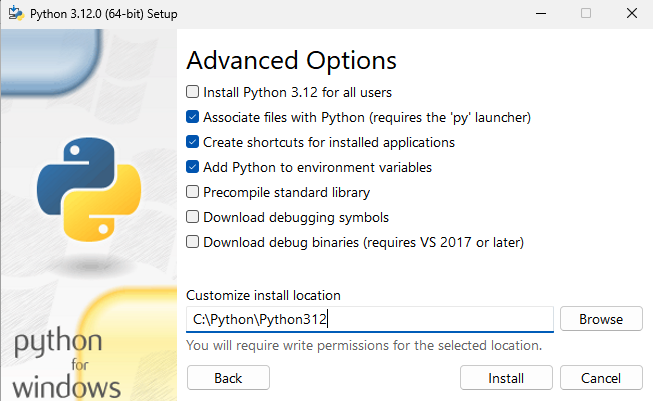 Python 3.12.0 (64-bit) Setup
Advanced Options
Install Python 3.12 for all users
Associate files with Python (requires the 'py' launcher)
Create shortcuts for installed applications
Add Python to environment variables
Precompile standard library
Download debugging symbols
Download debug binaries (requires VS 2017 or later)
Customize install location
C:\Python\Python312
Browse
You will require write permissions for the selected location.
python
for
windows
Back
Install
Cancel